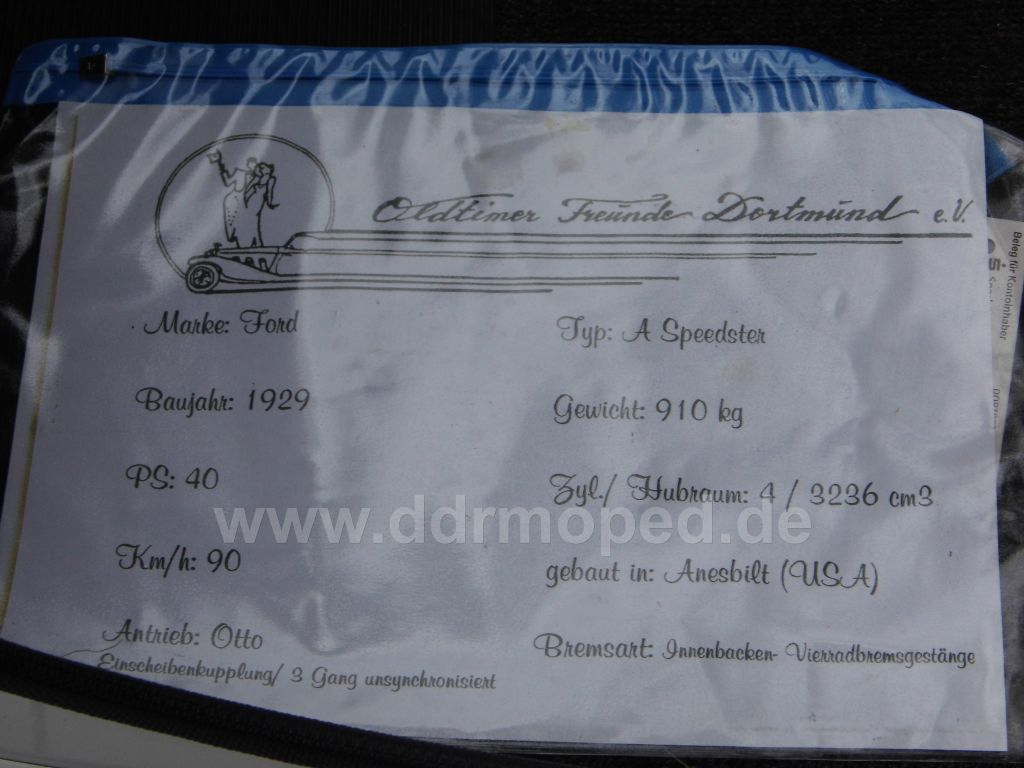 Oldtimer Freunde Dortmund e.V.
Marke: Ford
Typ: A Speedster
Baujahr: 1929
Gewicht: 910 kg
PS: 40
Zyl./ Hubraum: 4 / 3236 cm3
www.ddrmoped.de
Km/h: 90
gebaut in: Anesbilt (USA)
Antrieb: Otto
Einscheibenkupplung/ 3 Gang unsynchronisiert
Bremsart: Innenbacken- Vierradbremsgestänge
Beleg für Kontoinhaber